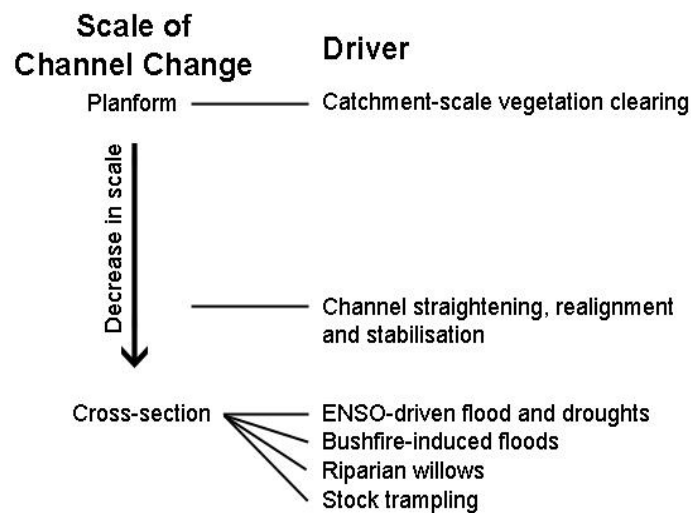 Scale of
Channel Change
Driver
Planform
Catchment-scale vegetation clearing
Decrease in scale
Channel straightening, realignment
and stabilisation
Cross-section
ENSO-driven flood and droughts
Bushfire-induced floods
Riparian willows
Stock trampling